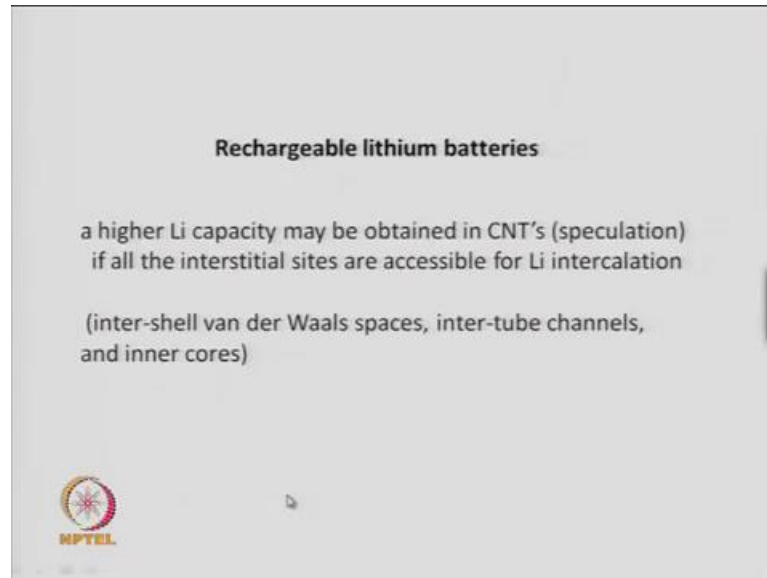 Rechargeable lithium batteries
a higher Li capacity may be obtained in CNT's (speculation)
if all the interstitial sites are accessible for Li intercalation
(inter-shell van der Waals spaces, inter-tube channels,
and inner cores)
NPTEL